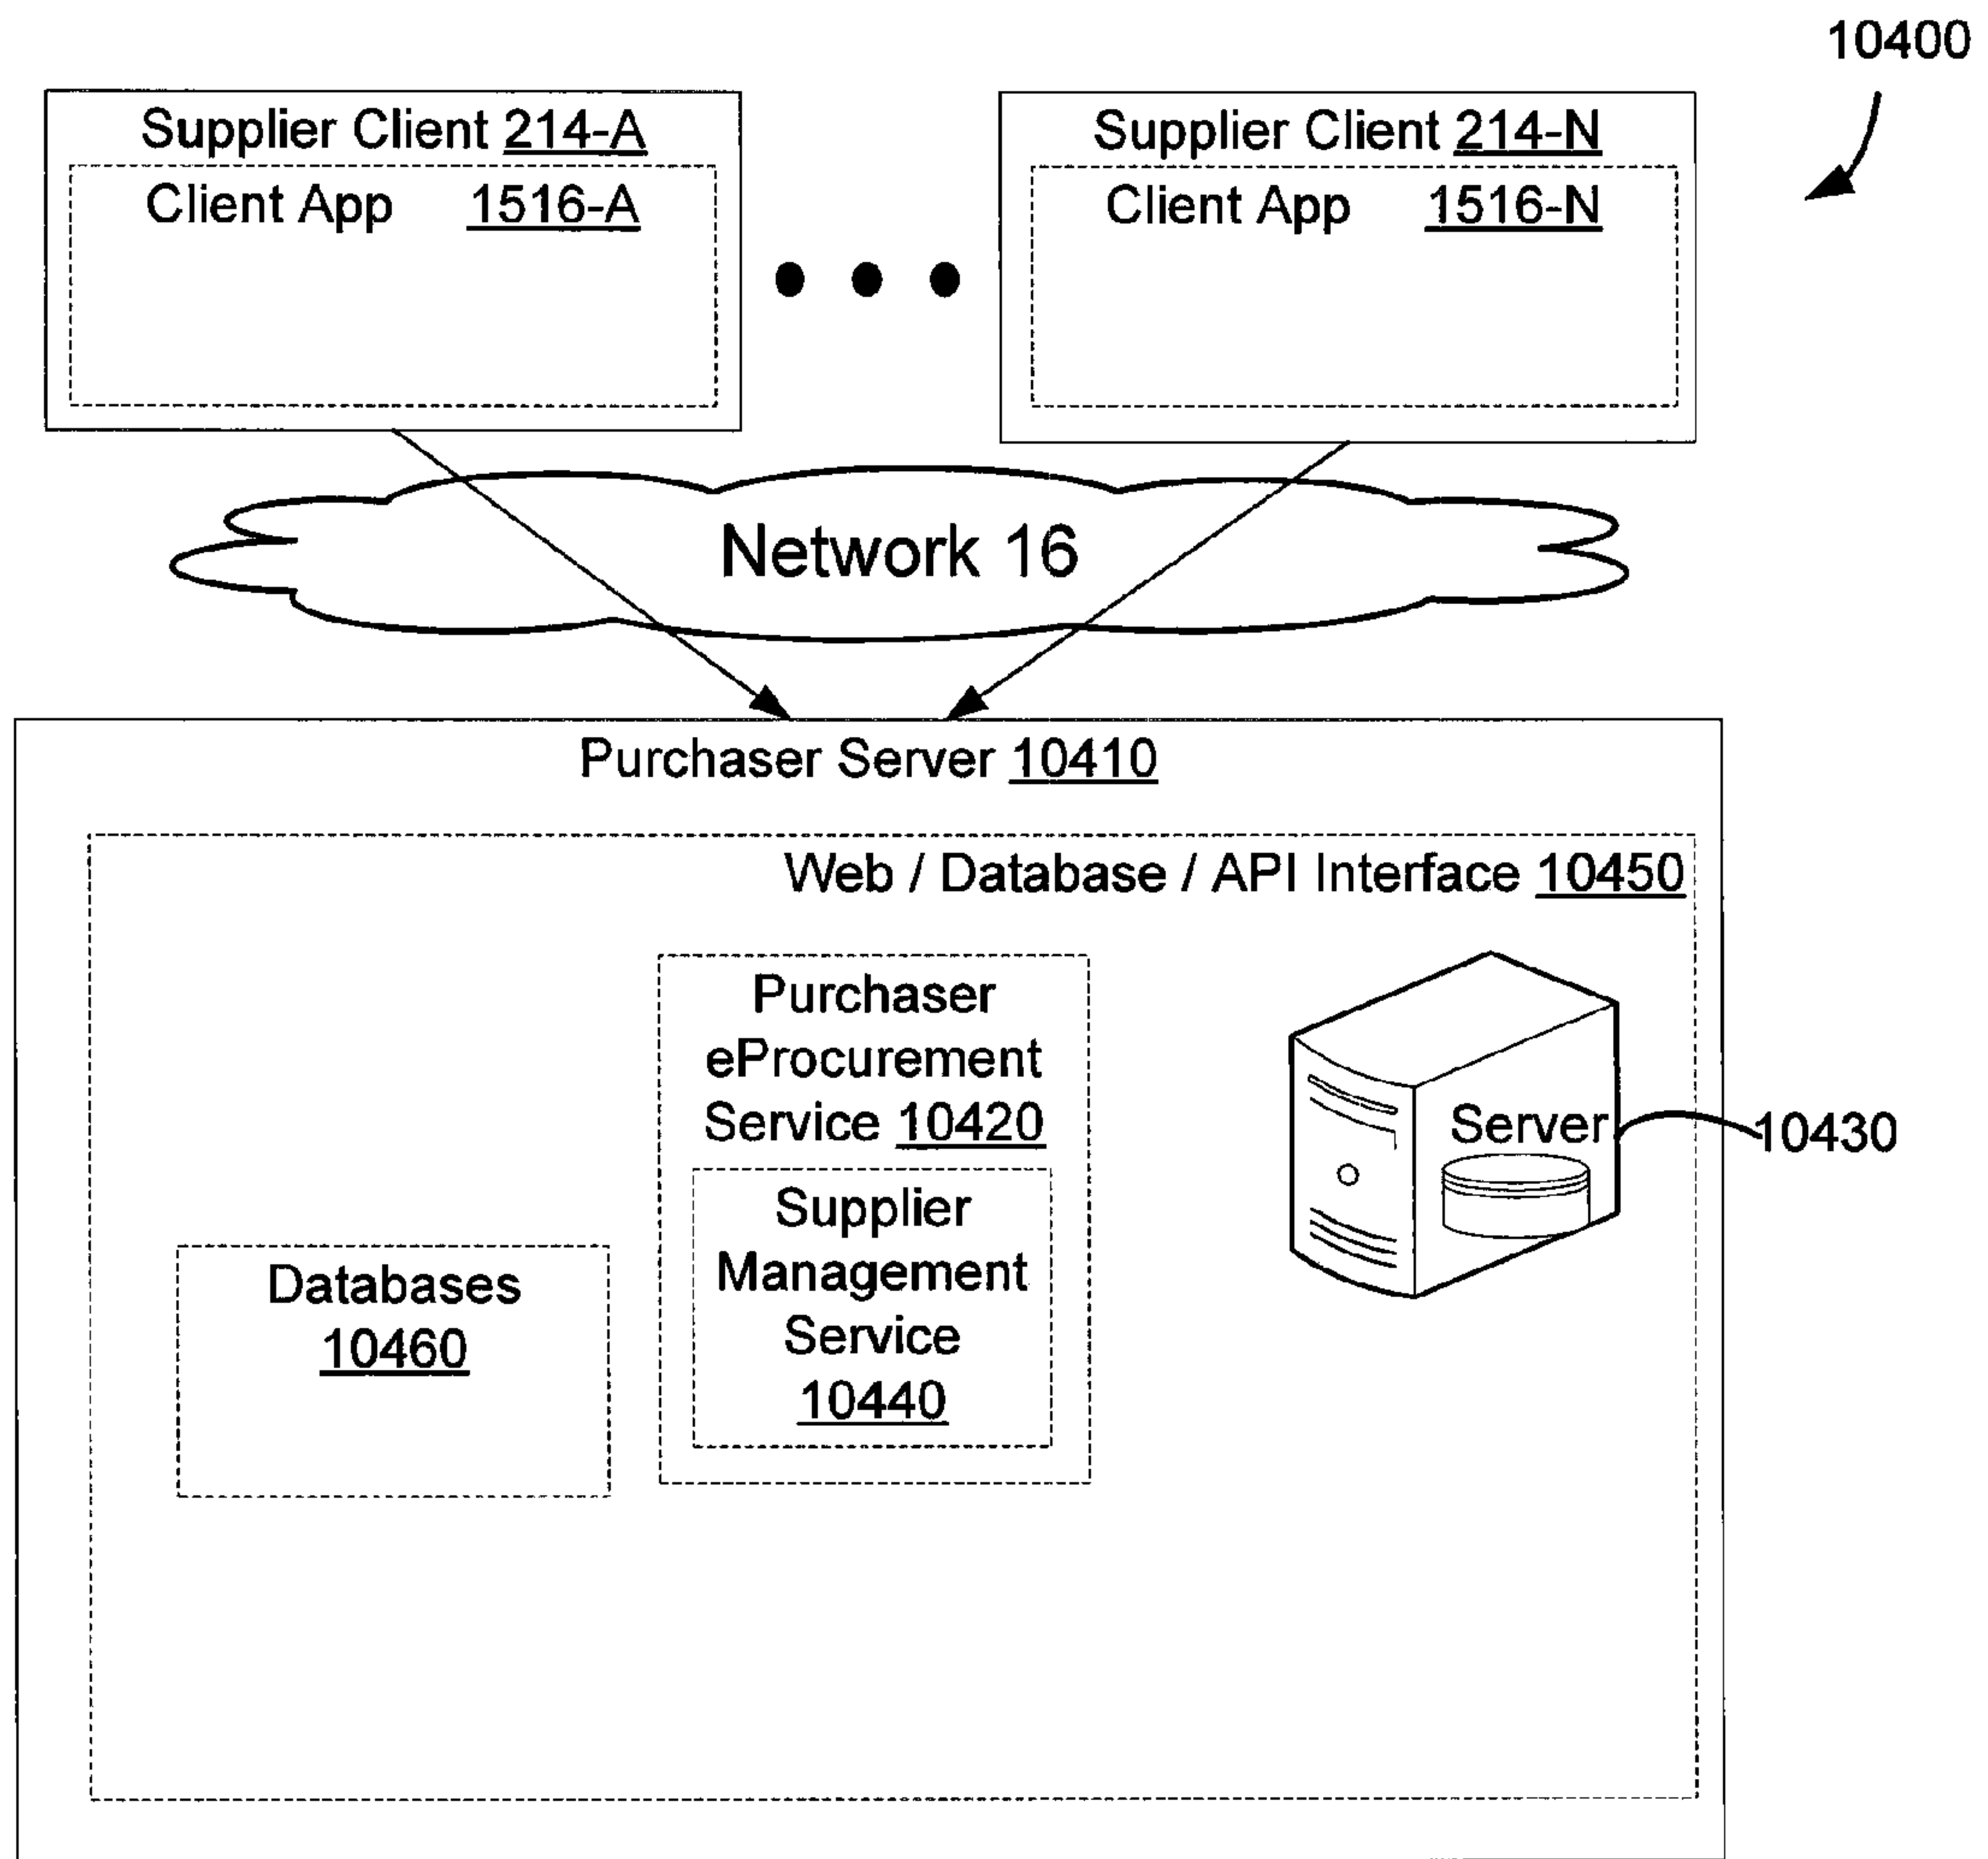 10400
Supplier Client 214-A
Client App 1516-A
Supplier Client 214-N
Client App 1516-N
Network 16
Purchaser Server 10410
Web / Database / API Interface 10450
Purchaser
eProcurement
Service 10420
Supplier
Management
Service
10440
Databases
10460
Server
10430